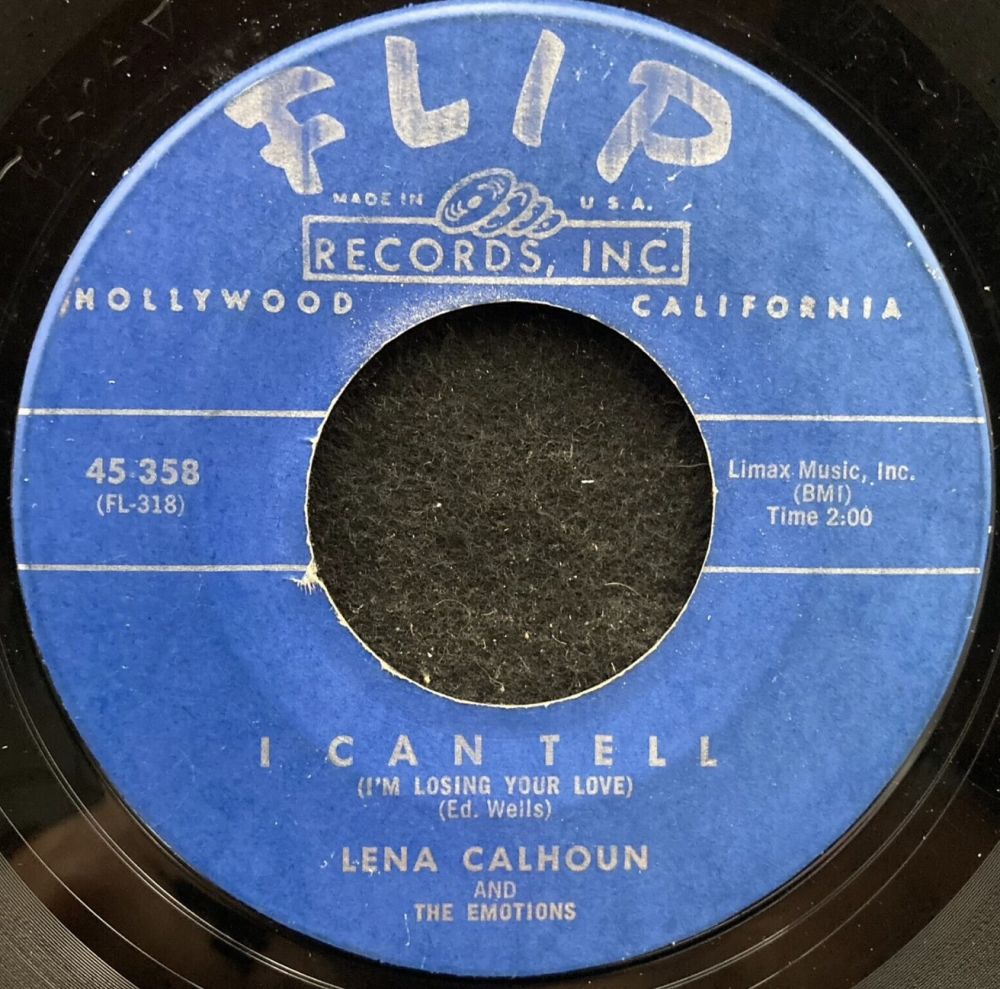 FLIP
MADE IN U.S.A.
RECORDS, INC.
HOLLYWOOD CALIFORNIA
45-358
(FL-318)
Limax Music, Inc.
(BMI)
Time 2:00
I CAN TELL
(I'M LOSING YOUR LOVE)
(Ed. Wells)
LENA CALHOUN
AND
THE EMOTIONS